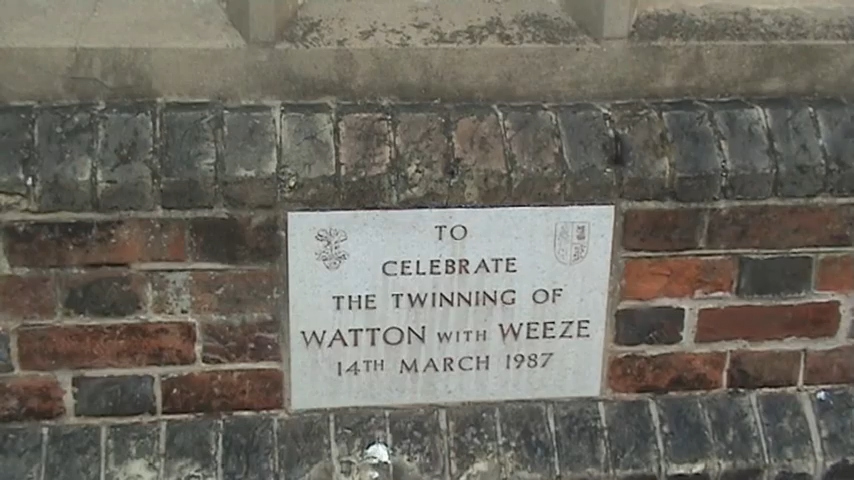 TO
CELEBRATE
THE TWINNING OF
WATTON WITH WEEZE
14TH MARCH 1987